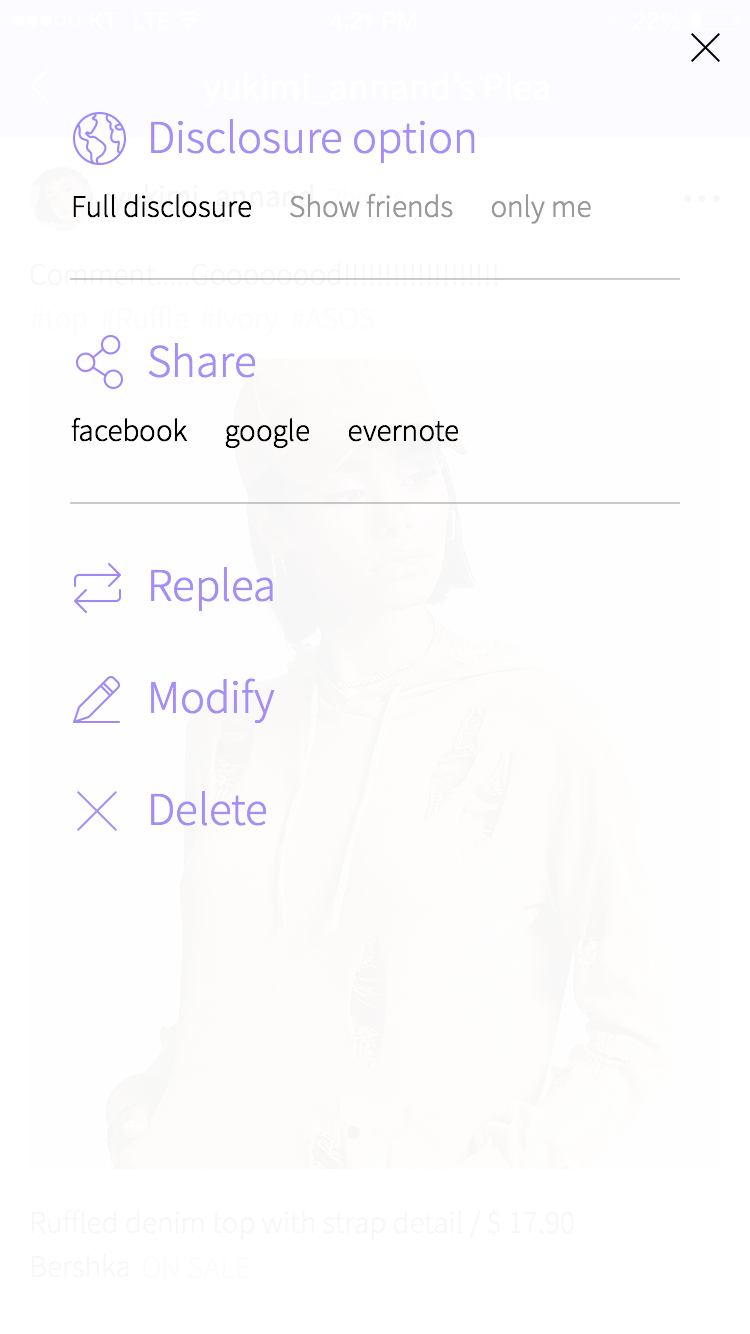 KT LTE 4:21 PM 22%
yukimi_annand's Plea
Disclosure option
yukimi_annand
Full disclosure Show friends only me
Comment.....Goooooood!!!!!!!!!!!!!!!!!!!
#top #Ruffle #Ivory #ASOS
Share
facebook google evernote
Replea
Modify
Delete
Ruffled denim top with strap detail / $ 17.90
Bershka ON SALE